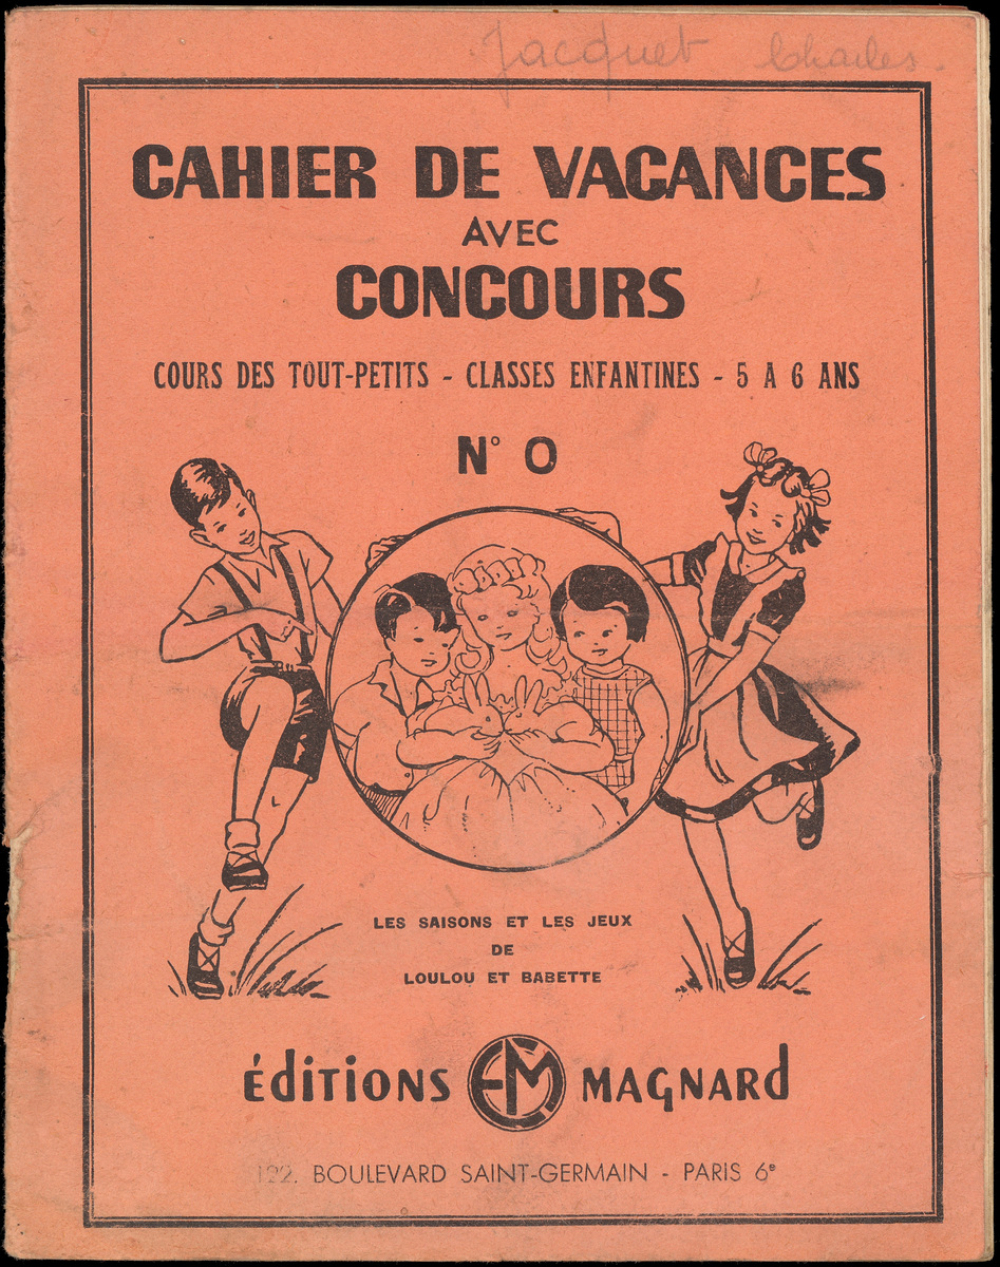 Jacquet Charles.
CAHIER DE VACANCES
AVEC
CONCOURS
COURS DES TOUT-PETITS - CLASSES ENFANTINES - 5 A 6 ANS
N° 0
LES SAISONS ET LES JEUX
DE
LOULOU ET BABETTE
éditions EM MAGNARD
122, BOULEVARD SAINT-GERMAIN - PARIS 6e